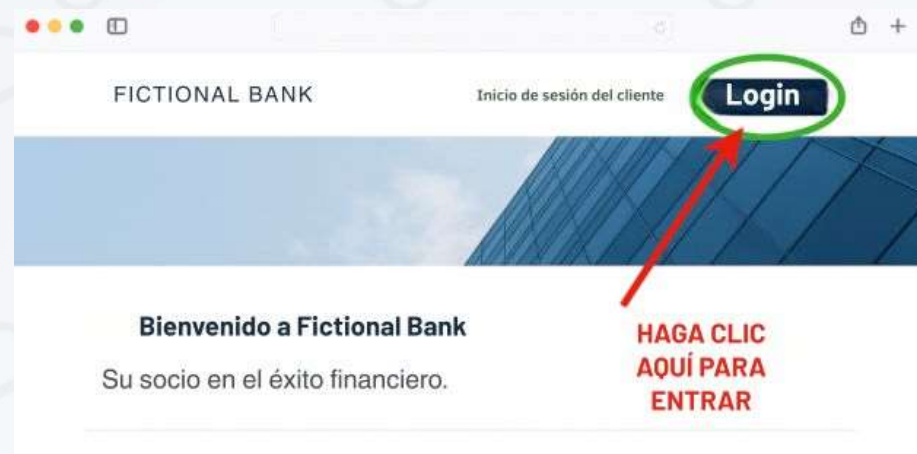 FICTIONAL BANK
Inicio de sesión del cliente
Login
Bienvenido a Fictional Bank
Su socio en el éxito financiero.
HAGA CLIC
AQUÍ PARA
ENTRAR